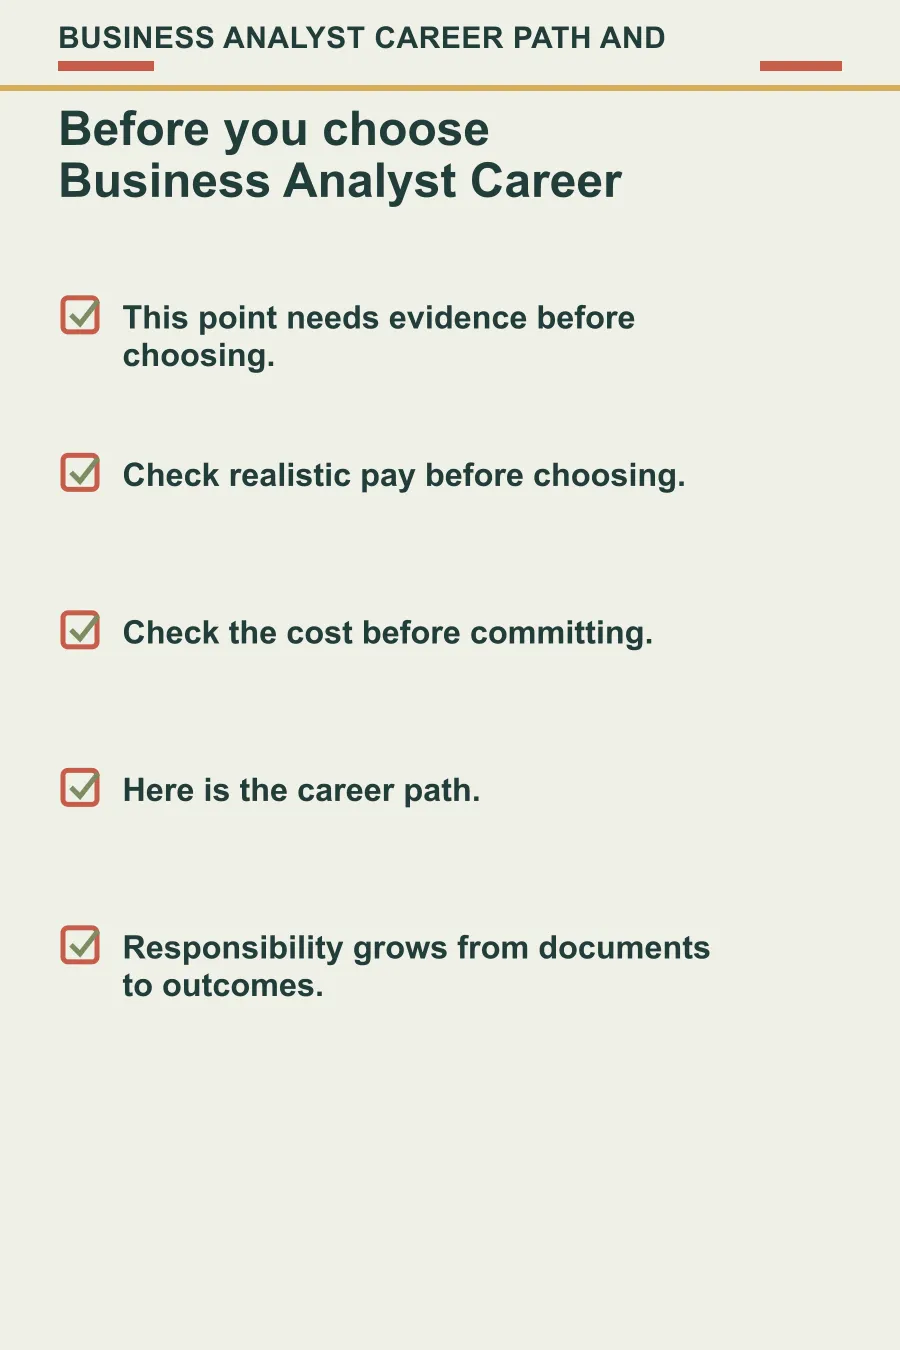 BUSINESS ANALYST CAREER PATH AND
Before you choose
Business Analyst Career
This point needs evidence before
choosing.
Check realistic pay before choosing.
Check the cost before committing.
Here is the career path.
Responsibility grows from documents
to outcomes.